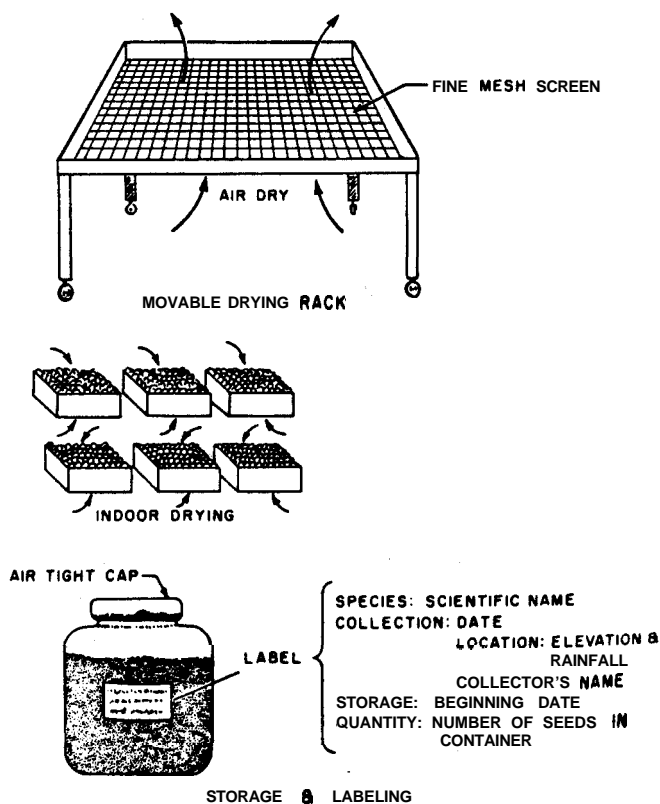 FINE MESH SCREEN
AIR DRY
MOVABLE DRYING RACK
INDOOR DRYING
AIR TIGHT CAP
LABEL
SPECIES: SCIENTIFIC NAME
COLLECTION: DATE
LOCATION: ELEVATION &
RAINFALL
COLLECTOR'S NAME
STORAGE: BEGINNING DATE
QUANTITY: NUMBER OF SEEDS IN
CONTAINER
STORAGE & LABELING